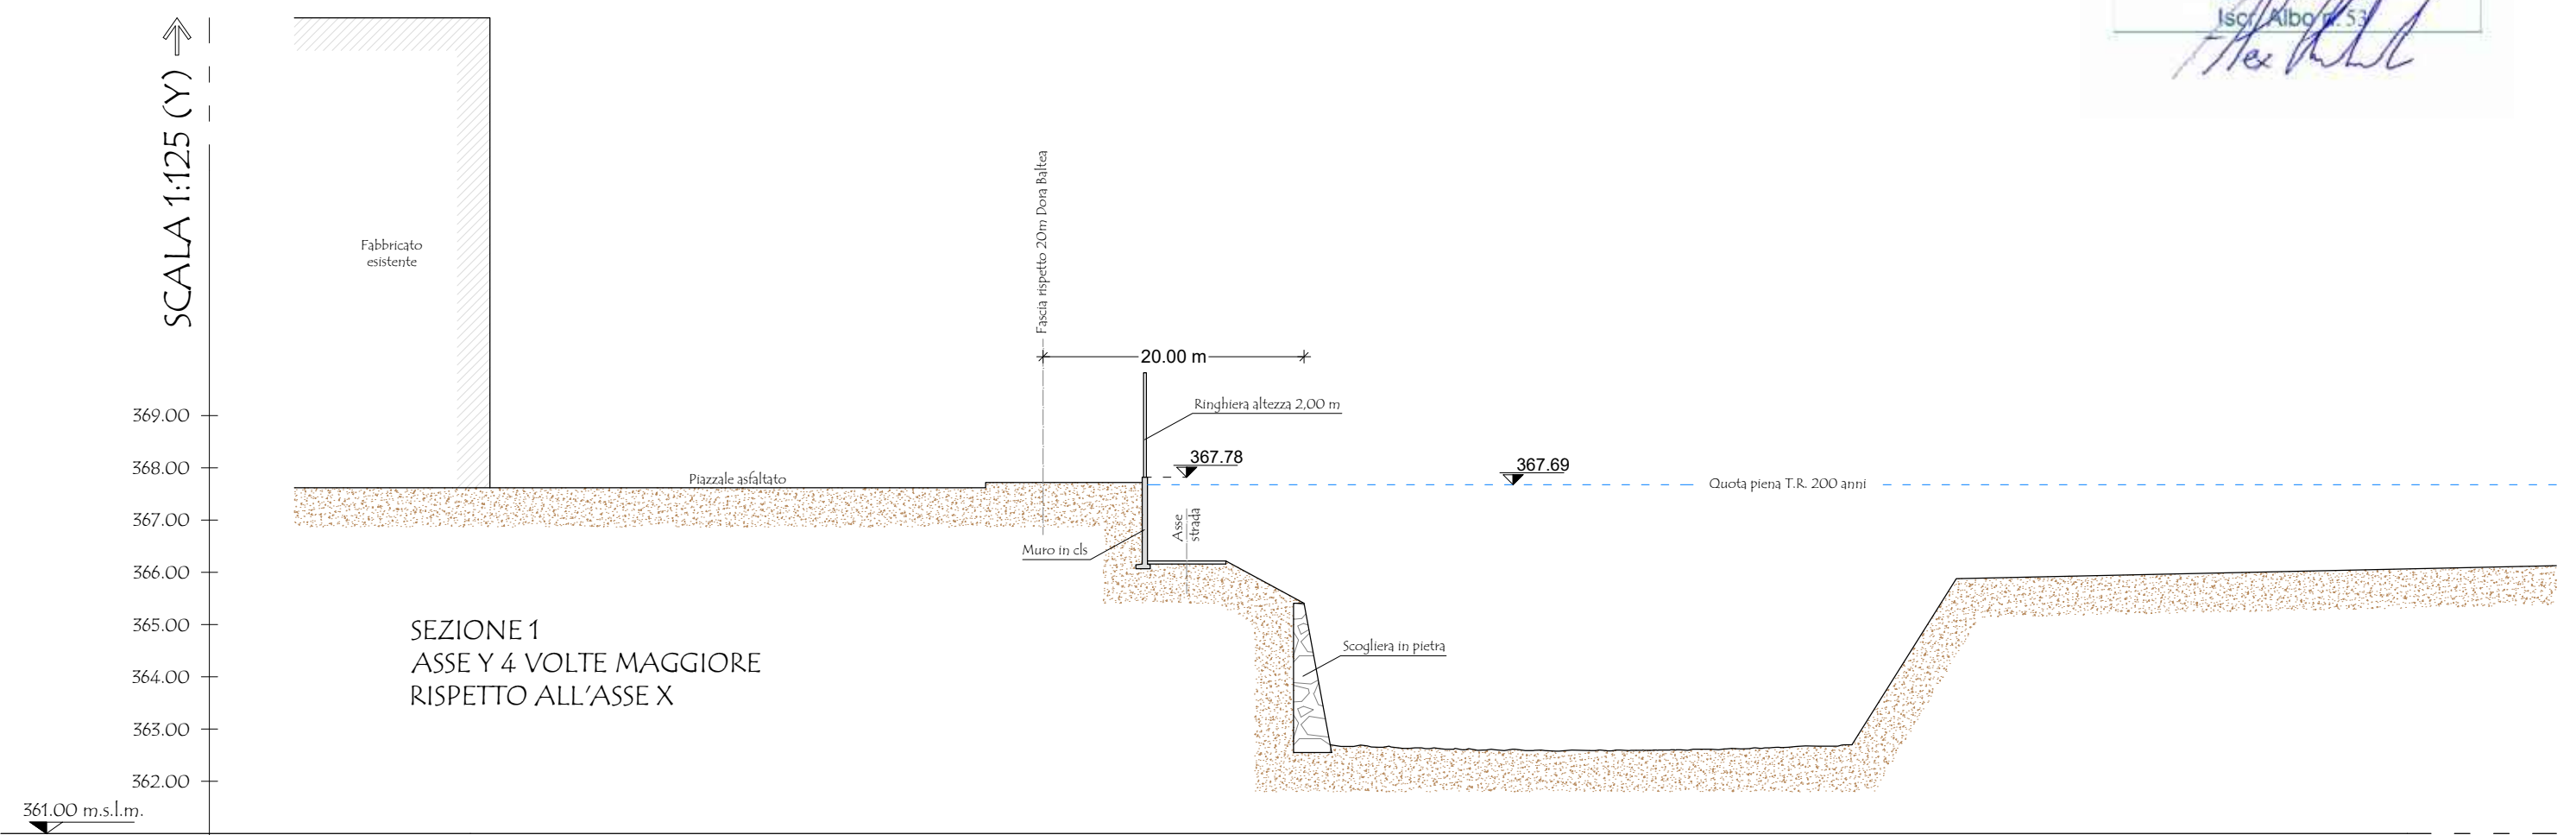 Iscr. Albo n. 53
SCALA 1:125 (Y)
Fabbricato
esistente
Fascia rispetto 20m Dora Baltea
20.00 m
Ringhiera altezza 2,00 m
369.00
368.00
367.00
366.00
365.00
364.00
363.00
362.00
361.00 m.s.l.m.
Piazzale asfaltato
367.78
367.69
Quota piena T.R. 200 anni
Asse
strada
Muro in cls
Scogliera in pietra
SEZIONE 1
ASSE Y 4 VOLTE MAGGIORE
RISPETTO ALL'ASSE X